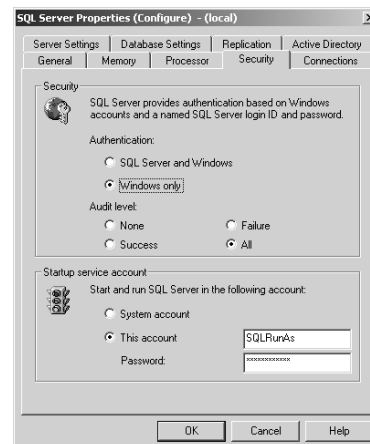 SQL Server Properties (Configure) - (local)
Server Settings Database Settings Replication Active Directory
General Memory Processor Security Connections
Security
SQL Server provides authentication based on Windows
accounts and a named SQL Server login ID and password.
Authentication:
SQL Server and Windows
Windows only
Audit level:
None Failure
Success All
Startup service account
Start and run SQL Server in the following account:
System account
This account SQLRunAs
Password: ************
OK Cancel Help